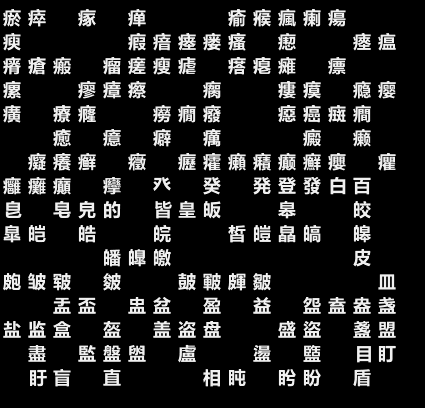 瘀瘁 瘃 瘅 瘉瘊瘋瘌瘍
瘐 瘕瘖瘗瘘瘙 瘛 瘞瘟
瘠瘡瘢 瘤瘥瘦瘧 瘩瘪瘫 瘭
瘰 瘳瘴瘵 瘸 瘻瘼 瘾瘿
癀 療癃 癆癇癈 癋癌癍癎
癒 癔 癖 癘 癜 癞
癡癢癣 癥 癧癨癩癪癫癬癭 癯
癰癱癲 癴 癶 癸 発登發白百
皀 皂皃的 皆皇皈 皋 皎
皐皑 皓 皖 皙皚皛皜 皞
皤皥皦 皮
皰皱皲 皴 皷皸皹皺 皿
盂盃 盅盆 盈 益 盌盍盎盏
盐监盒 盔 盖盗盘 盛盜 盞盟
盡 監盤盥 盧 盪 盬 目盯
盱盲 直 相盹 盻盼 盾